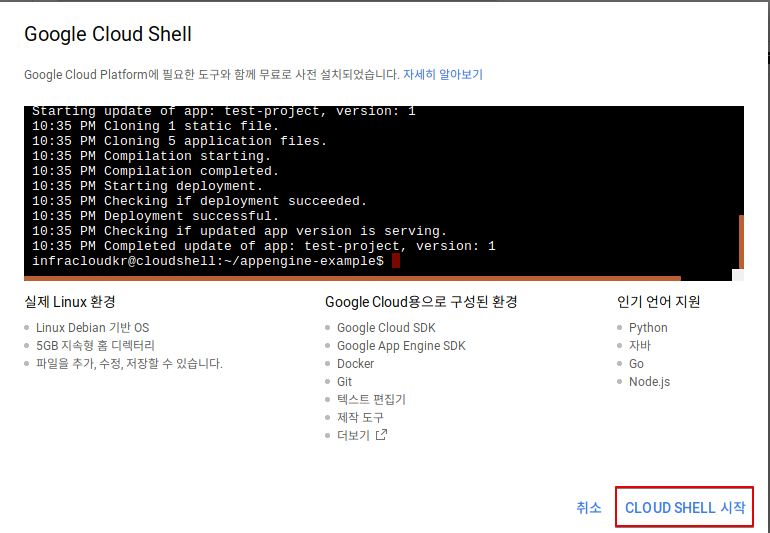 Google Cloud Shell
Google Cloud Platform에 필요한 도구와 함께 무료로 사전 설치되었습니다. 자세히 알아보기
Starting update of app: test-project, version: 1
10:35 PM Cloning 1 static file.
10:35 PM Cloning 5 application files.
10:35 PM Compilation starting.
10:35 PM Compilation completed.
10:35 PM Starting deployment.
10:35 PM Checking if deployment succeeded.
10:35 PM Deployment successful.
10:35 PM Checking if updated app version is serving.
10:35 PM Completed update of app: test-project, version: 1
infracloudkr@cloudshell:~/appengine-example$
실제 Linux 환경
Linux Debian 기반 OS
5GB 지속형 홈 디렉터리
파일을 추가, 수정, 저장할 수 있습니다.
Google Cloud용으로 구성된 환경
Google Cloud SDK
Google App Engine SDK
Docker
Git
텍스트 편집기
제작 도구
더보기
인기 언어 지원
Python
자바
Go
Node.js
취소
CLOUD SHELL 시작